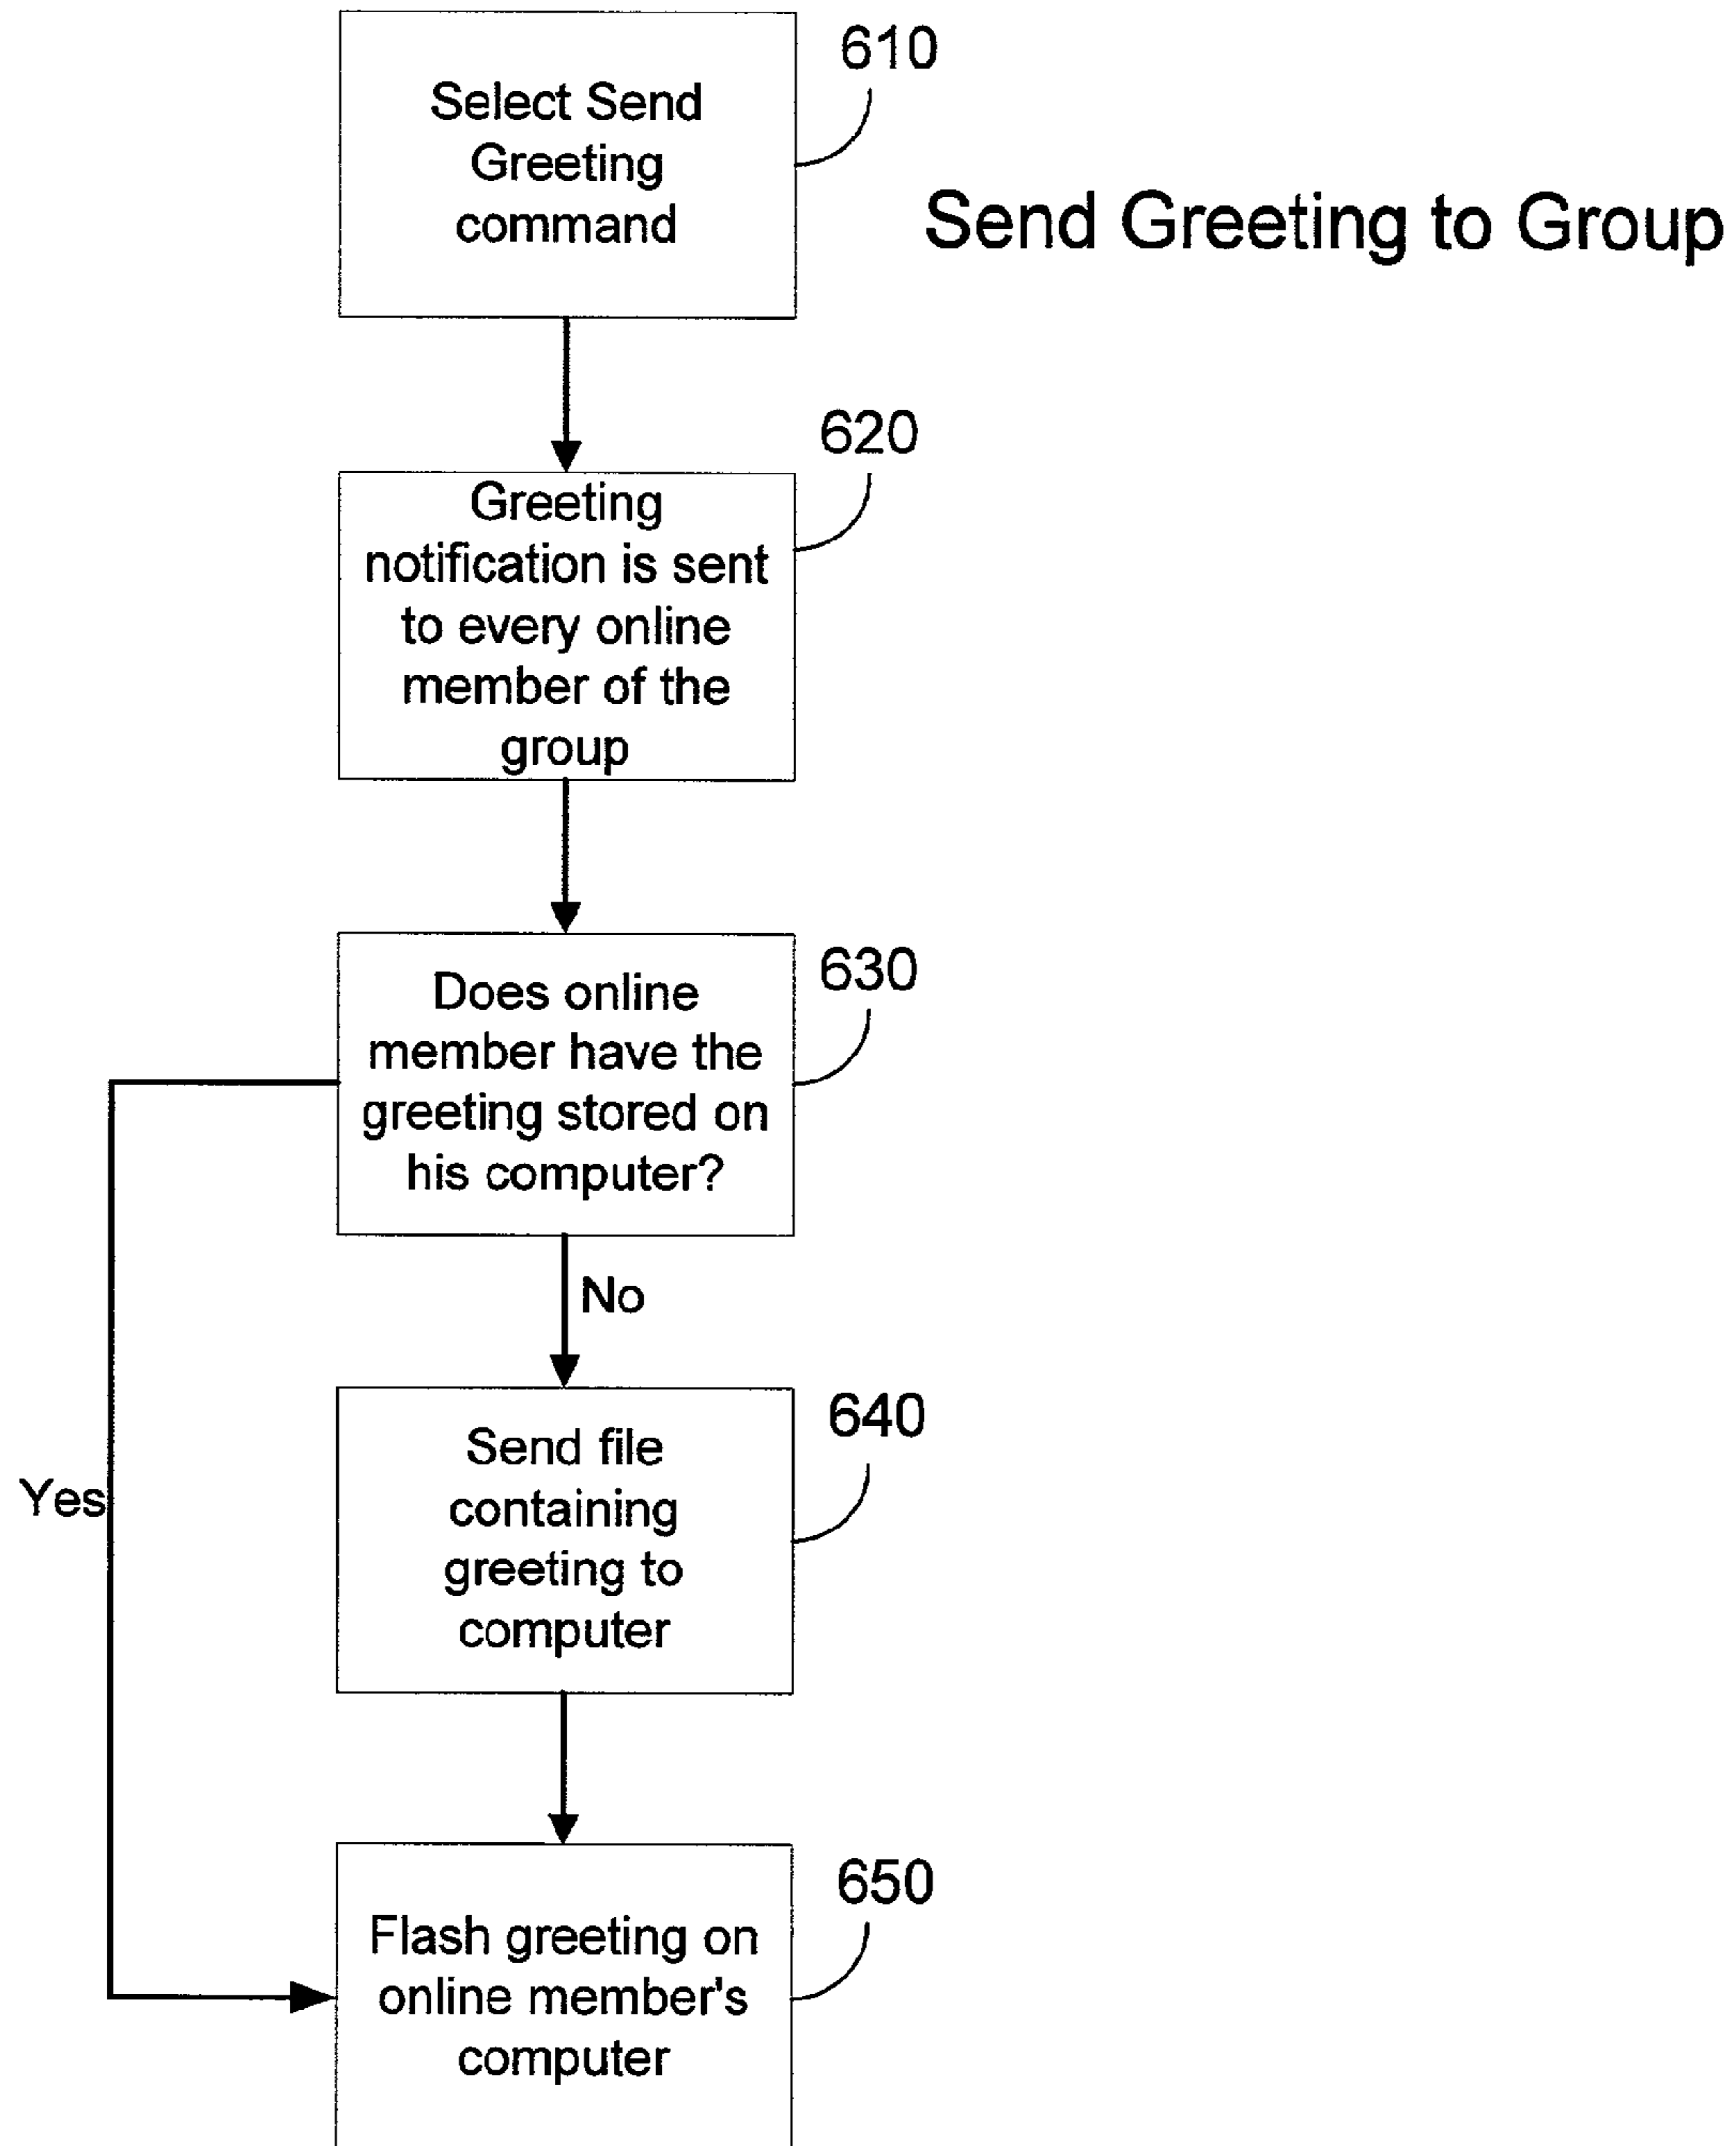 610
Select Send
Greeting
command
Send Greeting to Group
620
Greeting
notification is sent
to every online
member of the
group
630
Does online
member have the
greeting stored on
his computer?
No
640
Send file
containing
greeting to
computer
Yes
650
Flash greeting on
online member's
computer